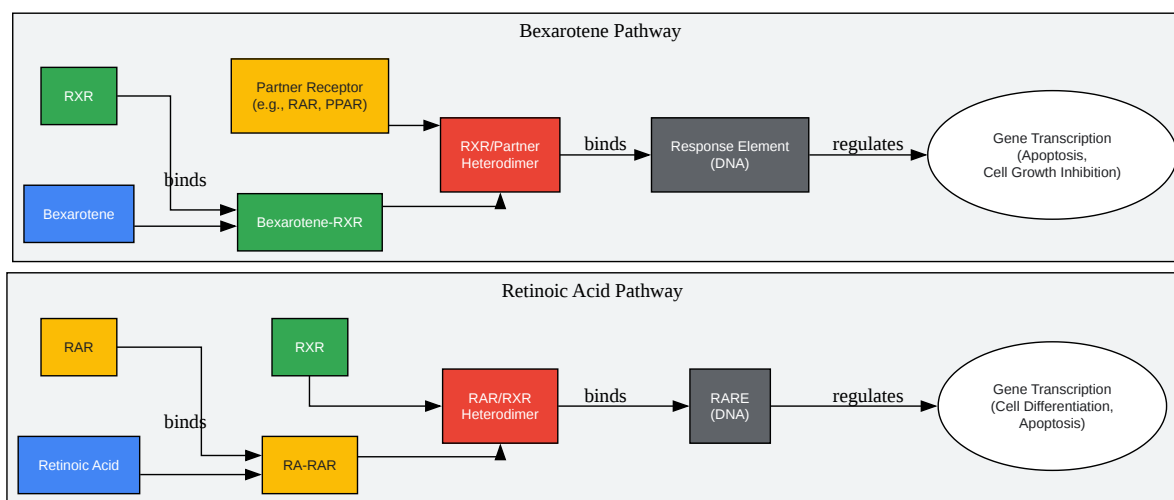 Bexarotene Pathway
RXR
Partner Receptor
(e.g., RAR, PPAR)
RXR/Partner
Heterodimer
binds
Response Element
(DNA)
regulates
Gene Transcription
(Apoptosis,
Cell Growth Inhibition)
binds
Bexarotene
Bexarotene-RXR
Retinoic Acid Pathway
RAR
RXR
RAR/RXR
Heterodimer
binds
RARE
(DNA)
regulates
Gene Transcription
(Cell Differentiation,
Apoptosis)
binds
Retinoic Acid
RA-RAR